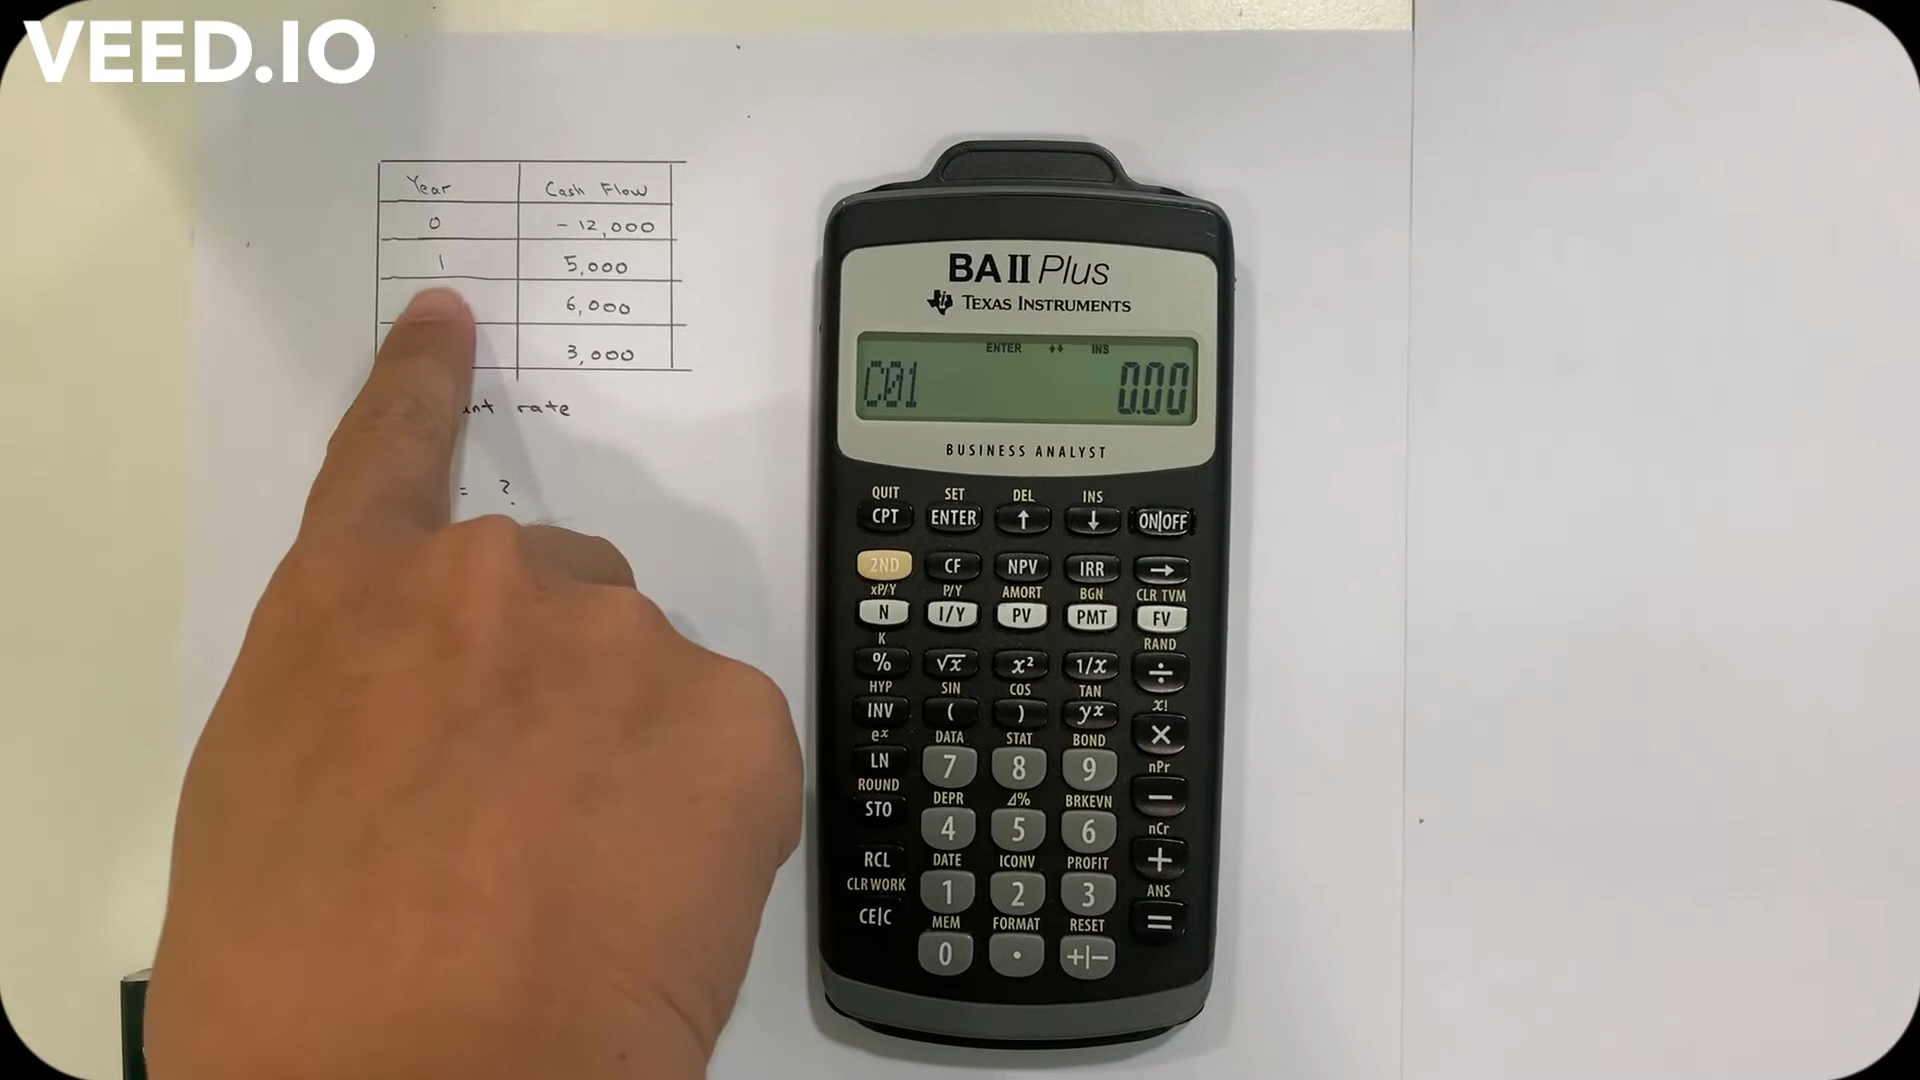 VEED.IO
Year Cash Flow
0 - 12,000
1 5,000
6,000
3,000
rate
= ?
BA II Plus
TEXAS INSTRUMENTS
ENTER ↓↑ INS
C01 0.00
BUSINESS ANALYST
QUIT SET DEL INS
CPT ENTER ↑ ↓ ON|OFF
2ND CF NPV IRR →
xP/Y P/Y AMORT BGN CLR TVM
N I/Y PV PMT FV
K RAND
% √x x² 1/x ÷
HYP SIN COS TAN x!
INV ( ) yˣ ×
eˣ DATA STAT BOND nPr
LN 7 8 9 −
ROUND DEPR Δ% BRKEVN nCr
STO 4 5 6 +
DATE ICONV PROFIT ANS
RCL 1 2 3 =
CLR WORK MEM FORMAT RESET
CE|C 0 . +|−